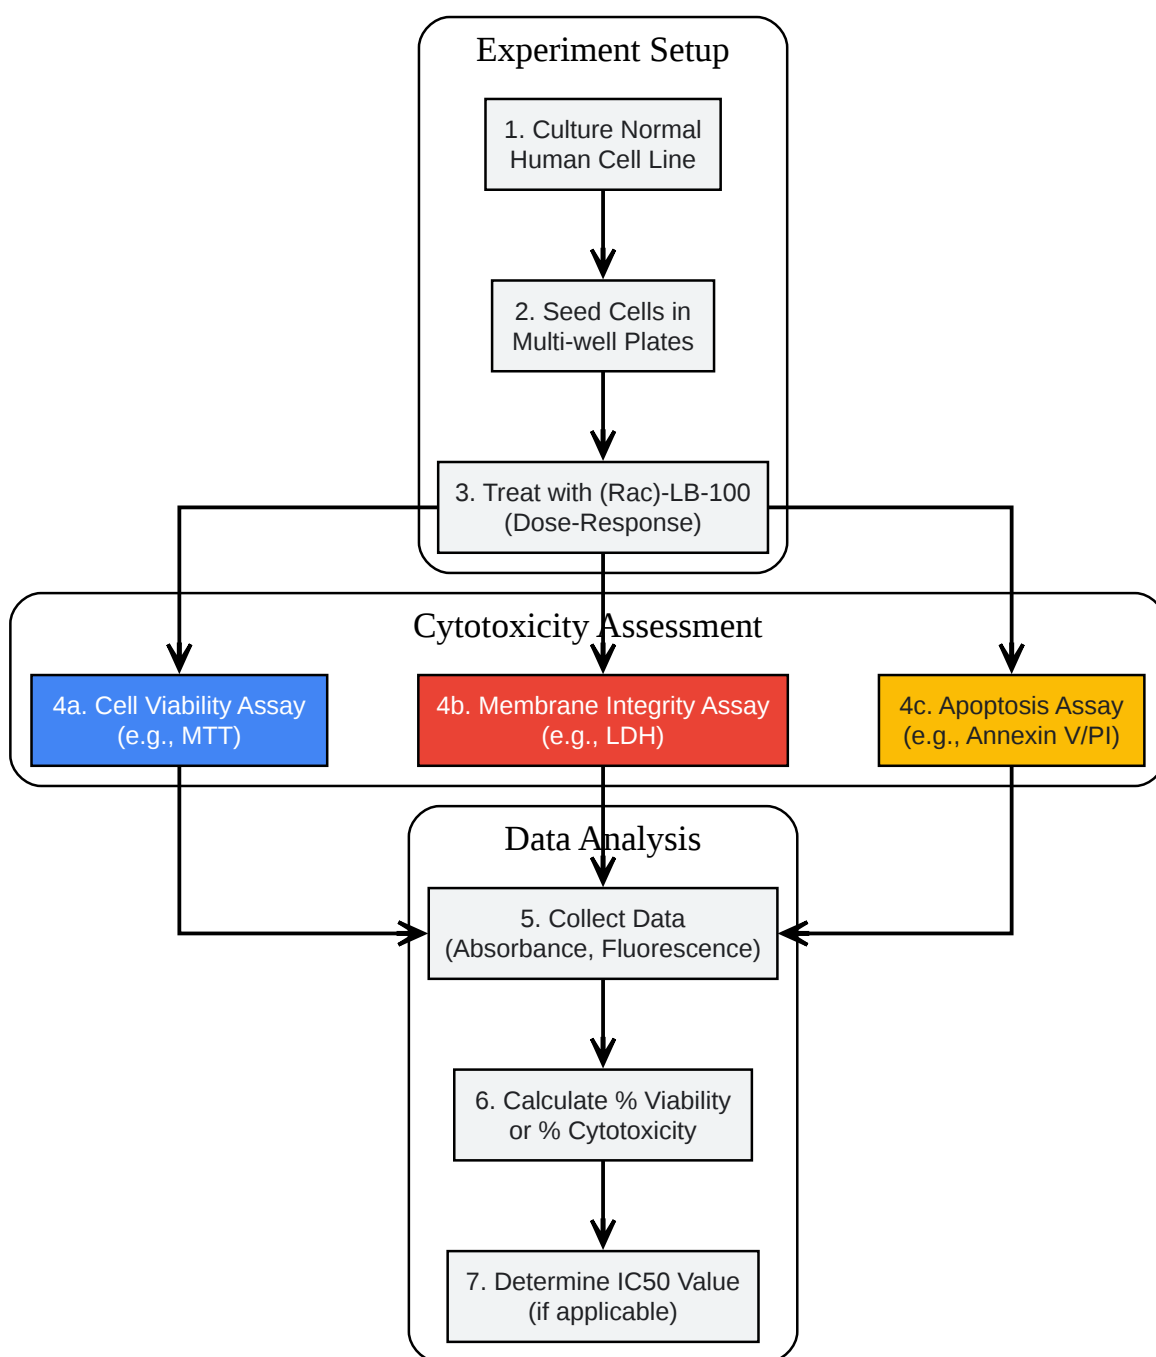 Experiment Setup
1. Culture Normal
Human Cell Line
2. Seed Cells in
Multi-well Plates
3. Treat with (Rac)-LB-100
(Dose-Response)
Cytotoxicity Assessment
4a. Cell Viability Assay
(e.g., MTT)
4b. Membrane Integrity Assay
(e.g., LDH)
4c. Apoptosis Assay
(e.g., Annexin V/PI)
Data Analysis
5. Collect Data
(Absorbance, Fluorescence)
6. Calculate % Viability
or % Cytotoxicity
7. Determine IC50 Value
(if applicable)